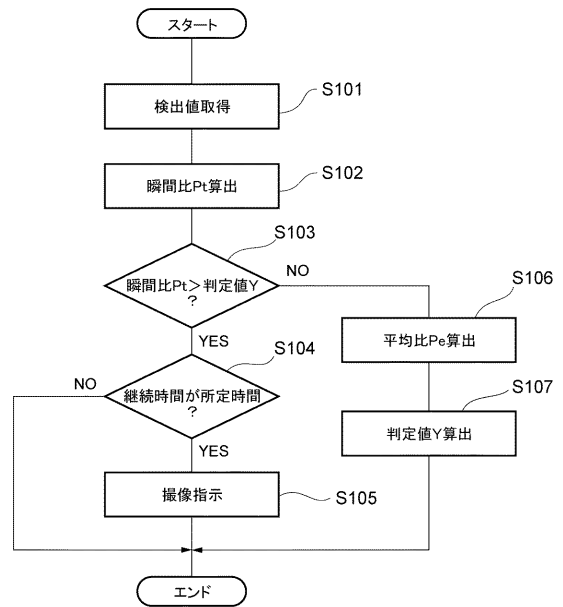 スタート
検出値取得
S101
瞬間比Pt算出
S102
瞬間比Pt＞判定値Y
？
S103
NO
YES
平均比Pe算出
S106
継続時間が所定時間
？
S104
NO
YES
判定値Y算出
S107
撮像指示
S105
エンド